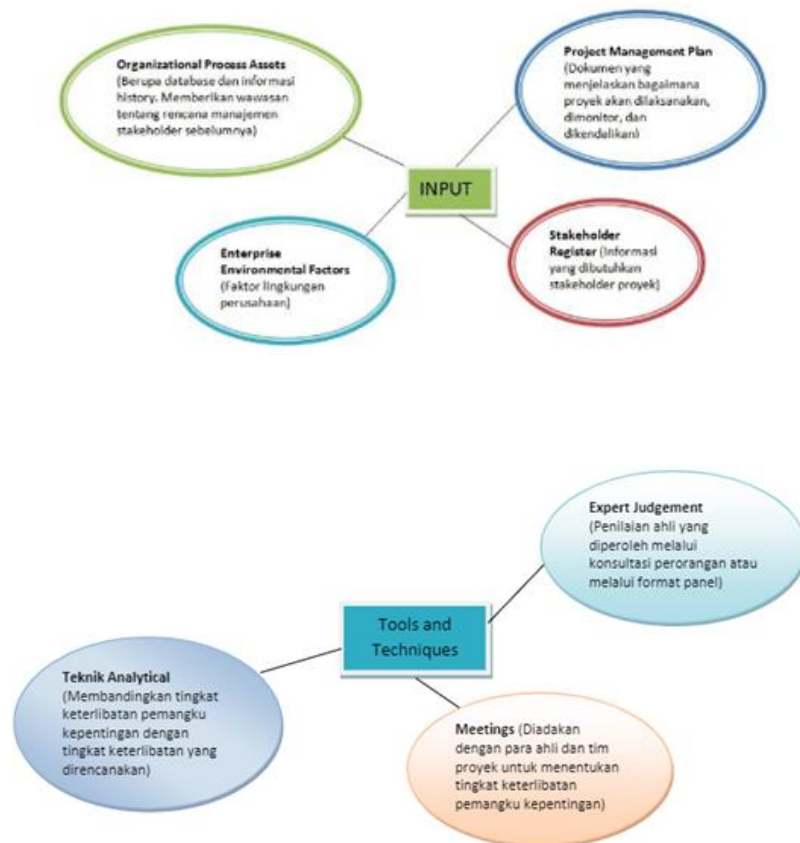 Organizational Process Assets
(Berupa database dan informasi
history. Memberikan wawasan
tentang rencana manajemen
stakeholder sebelumnya)
Project Management Plan
(Dokumen yang
menjelaskan bagaimana
proyek akan dilaksanakan,
dimonitor, dan
dikendalikan)
INPUT
Enterprise
Environmental Factors
(Faktor lingkungan
perusahaan)
Stakeholder
Register (Informasi
yang dibutuhkan
stakeholder proyek)
Expert Judgement
(Penilaian ahli yang
diperoleh melalui
konsultasi perorangan atau
melalui format panel)
Tools and
Techniques
Teknik Analytical
(Membandingkan tingkat
keterlibatan pemangku
kepentingan dengan
tingkat keterlibatan yang
direncanakan)
Meetings (Diadakan
dengan para ahli dan tim
proyek untuk menentukan
tingkat keterlibatan
pemangku kepentingan)